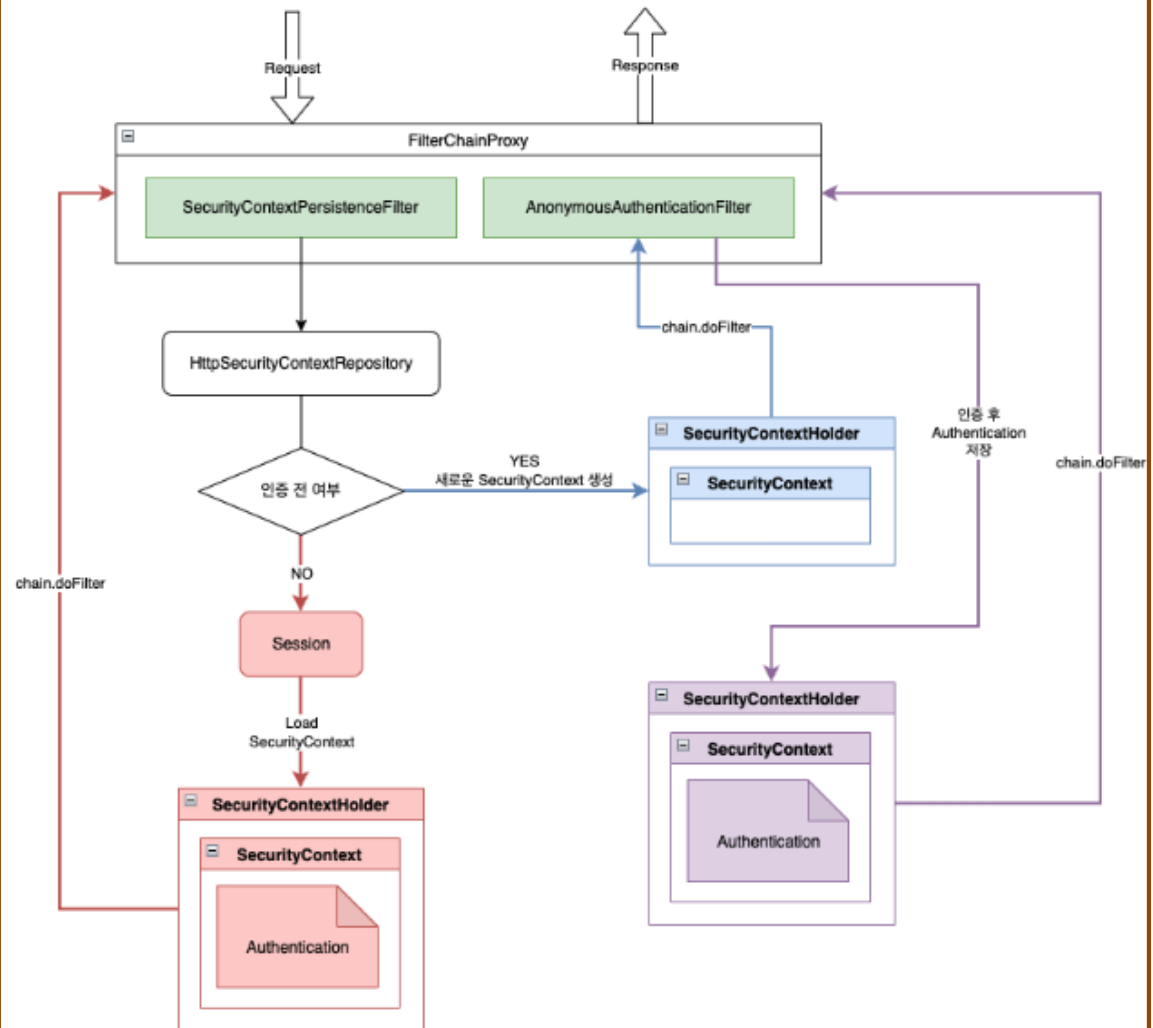 Request
Response
FilterChainProxy
SecurityContextPersistenceFilter
AnonymousAuthenticationFilter
chain.doFilter
HttpSecurityContextRepository
인증 후
Authentication
저장
SecurityContextHolder
SecurityContext
YES
새로운 SecurityContext 생성
인증 전 여부
chain.doFilter
NO
chain.doFilter
Session
SecurityContextHolder
SecurityContext
Authentication
Load
SecurityContext
SecurityContextHolder
SecurityContext
Authentication